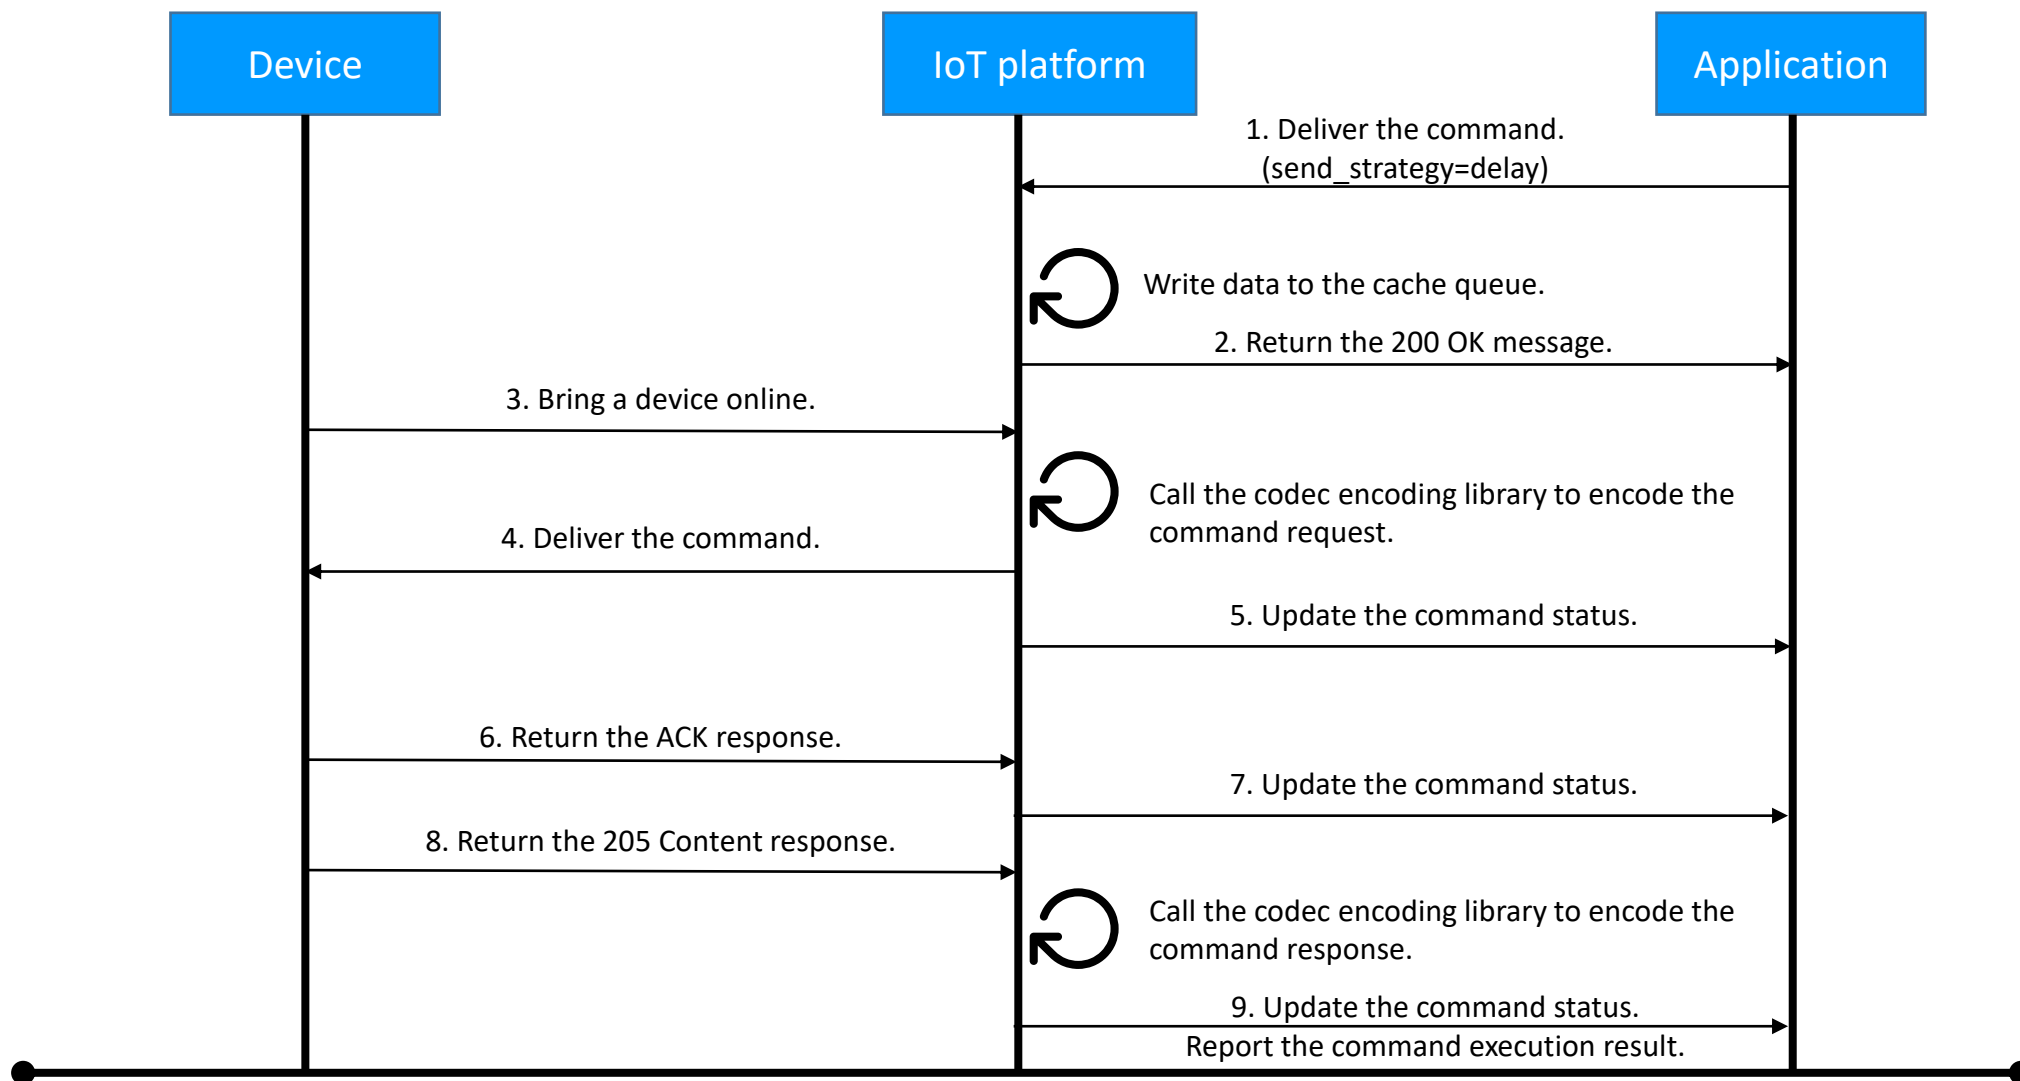 Device
IoT platform
Application
1. Deliver the command.
(send_strategy=delay)
Write data to the cache queue.
2. Return the 200 OK message.
3. Bring a device online.
Call the codec encoding library to encode the
command request.
4. Deliver the command.
5. Update the command status.
6. Return the ACK response.
7. Update the command status.
8. Return the 205 Content response.
Call the codec encoding library to encode the
command response.
9. Update the command status.
Report the command execution result.